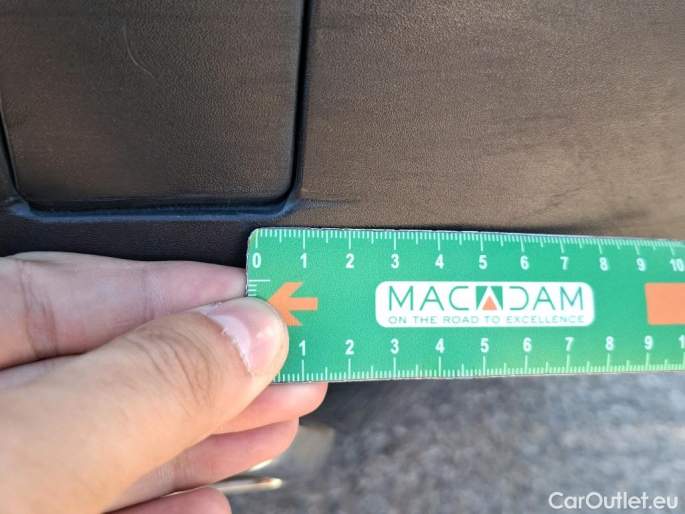 0 1 2 3 4 5 6 7 8 9 10
MACADAM
ON THE ROAD TO EXCELLENCE
1 2 3 4 5 6 7 8 9 1
CarOutlet.eu